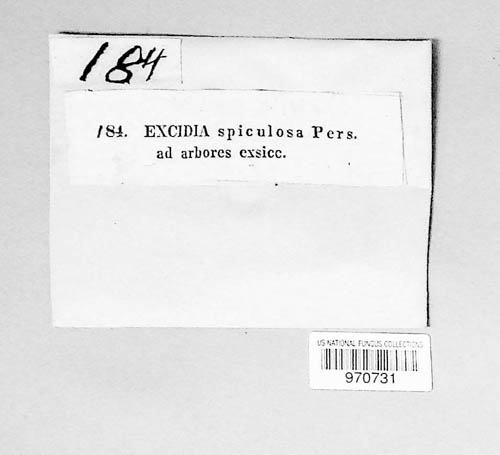 184
184. EXCIDIA spiculosa Pers.
ad arbores exsicc.
US NATIONAL FUNGUS COLLECTIONS
970731